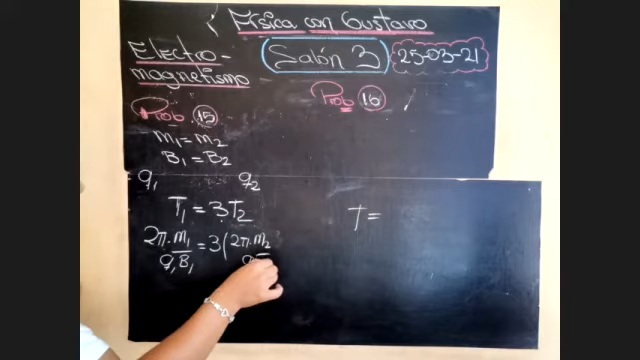 Física con Gustavo
Electro-
magnetismo
Salón 3
25-03-21
Prob 15
Prob 16
m₁ = m₂
B₁ = B₂
q₁ q₂
T₁ = 3T₂
T =
2π·m₁/q₁B₁ = 3(2π·m₂/q